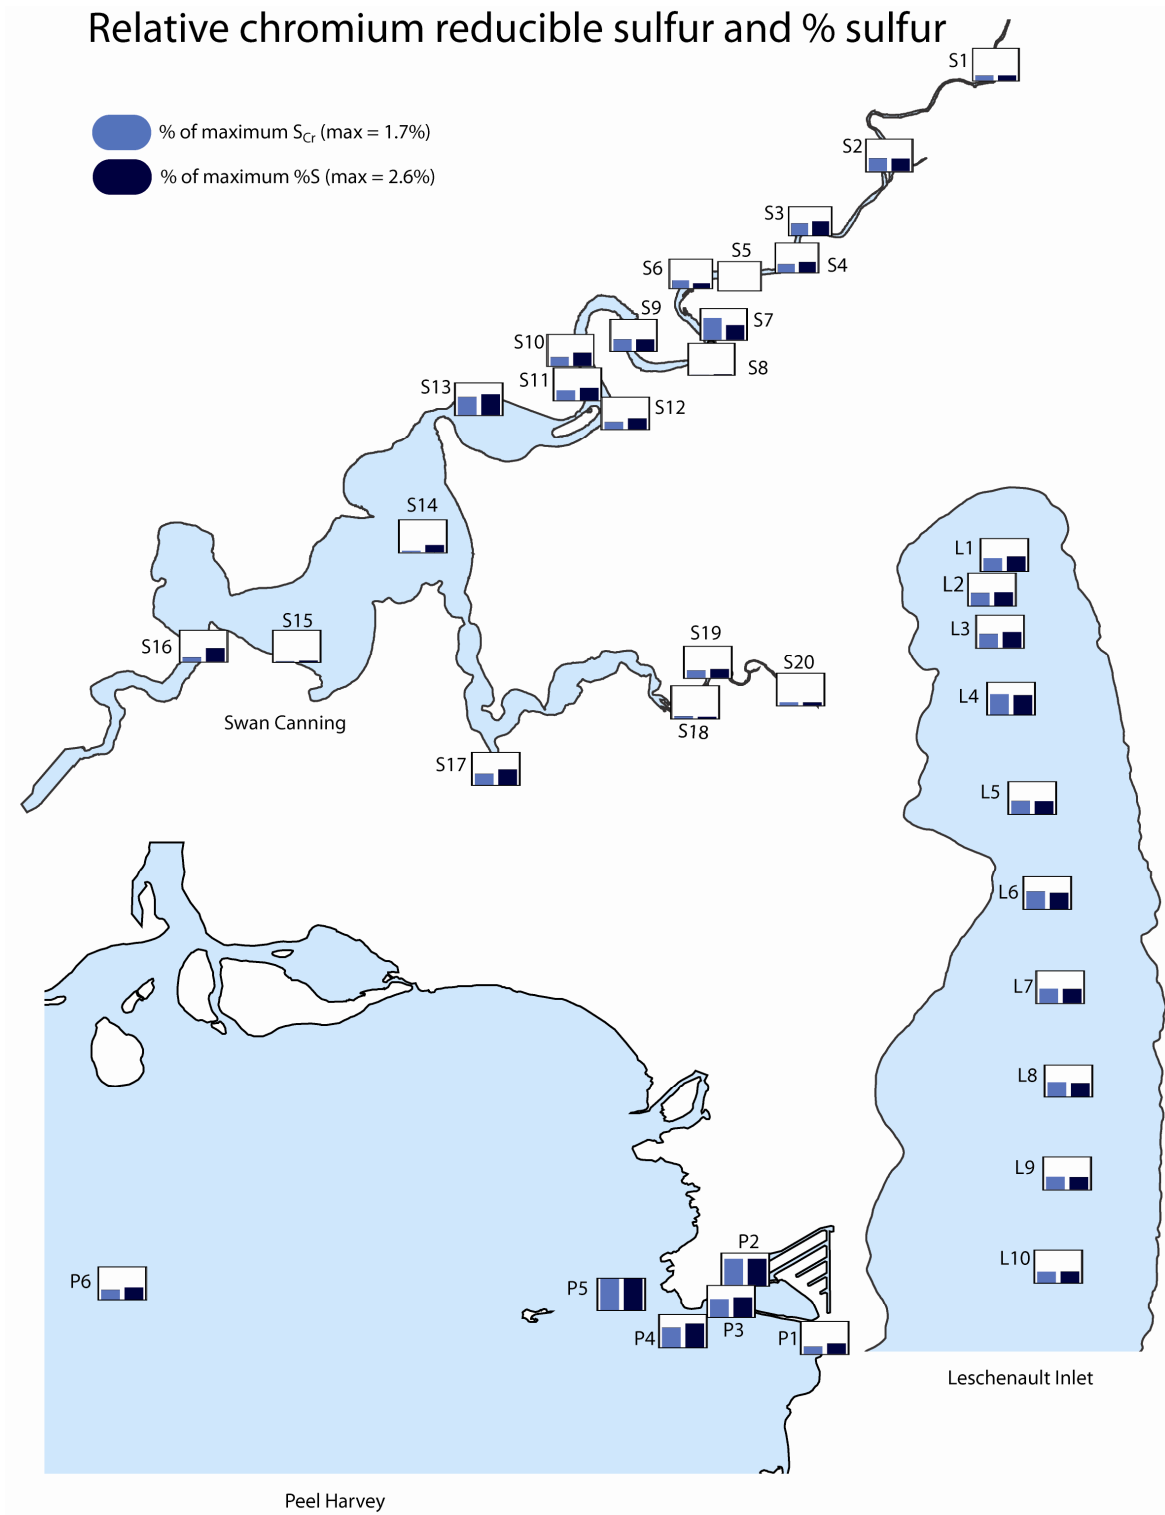 Relative chromium reducible sulfur and % sulfur
% of maximum SCr (max = 1.7%)
% of maximum %S (max = 2.6%)
S1
S2
S3
S4
S5
S6
S7
S8
S9
S10
S11
S12
S13
S14
S15
S16
S17
S18
S19
S20
Swan Canning
L1
L2
L3
L4
L5
L6
L7
L8
L9
L10
Leschenault Inlet
P1
P2
P3
P4
P5
P6
Peel Harvey